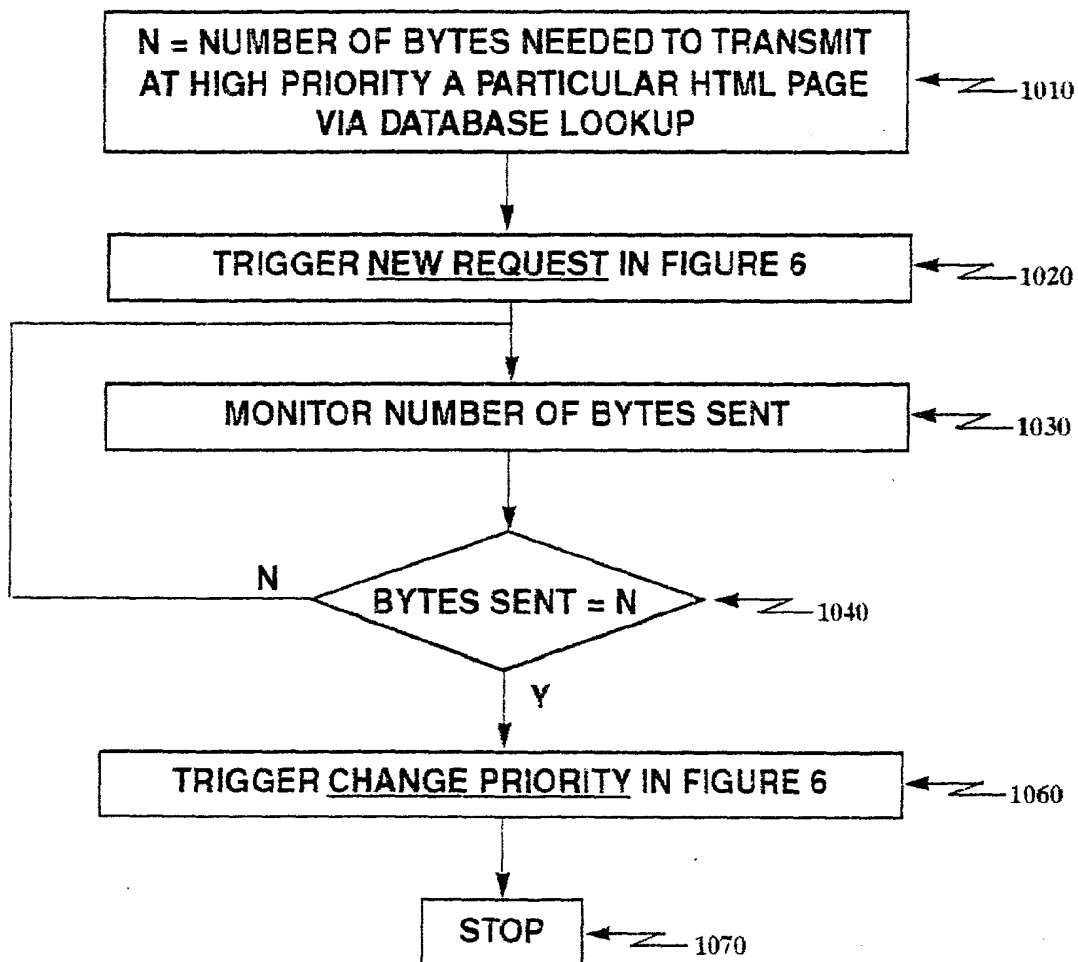 N = NUMBER OF BYTES NEEDED TO TRANSMIT
AT HIGH PRIORITY A PARTICULAR HTML PAGE
VIA DATABASE LOOKUP
1010
TRIGGER NEW REQUEST IN FIGURE 6
1020
MONITOR NUMBER OF BYTES SENT
1030
N
BYTES SENT = N
1040
Y
TRIGGER CHANGE PRIORITY IN FIGURE 6
1060
STOP
1070